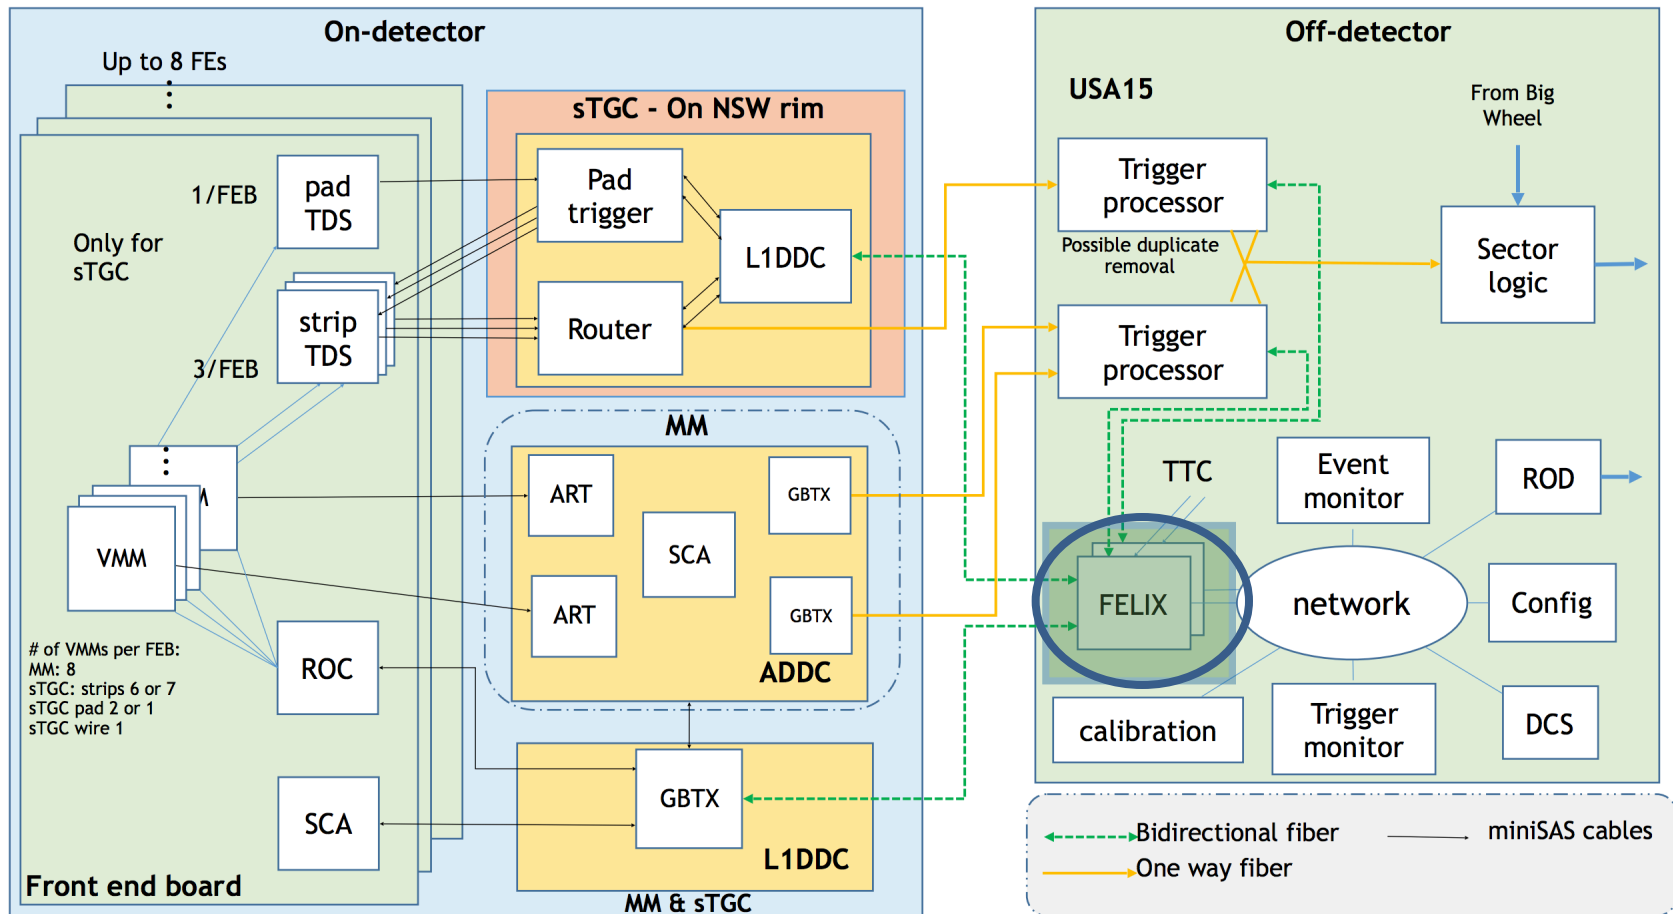 On-detector
Up to 8 FEs
1/FEB
pad
TDS
Only for
sTGC
strip
TDS
3/FEB
M
VMM
# of VMMs per FEB:
MM: 8
sTGC: strips 6 or 7
sTGC pad 2 or 1
sTGC wire 1
ROC
SCA
Front end board
sTGC - On NSW rim
Pad
trigger
L1DDC
Router
MM
ART
GBTX
SCA
ART
GBTX
ADDC
GBTX
L1DDC
MM & sTGC
Off-detector
USA15
From Big
Wheel
Trigger
processor
Possible duplicate
removal
Sector
logic
Trigger
processor
TTC
Event
monitor
ROD
FELIX
network
Config
calibration
Trigger
monitor
DCS
Bidirectional fiber
miniSAS cables
One way fiber